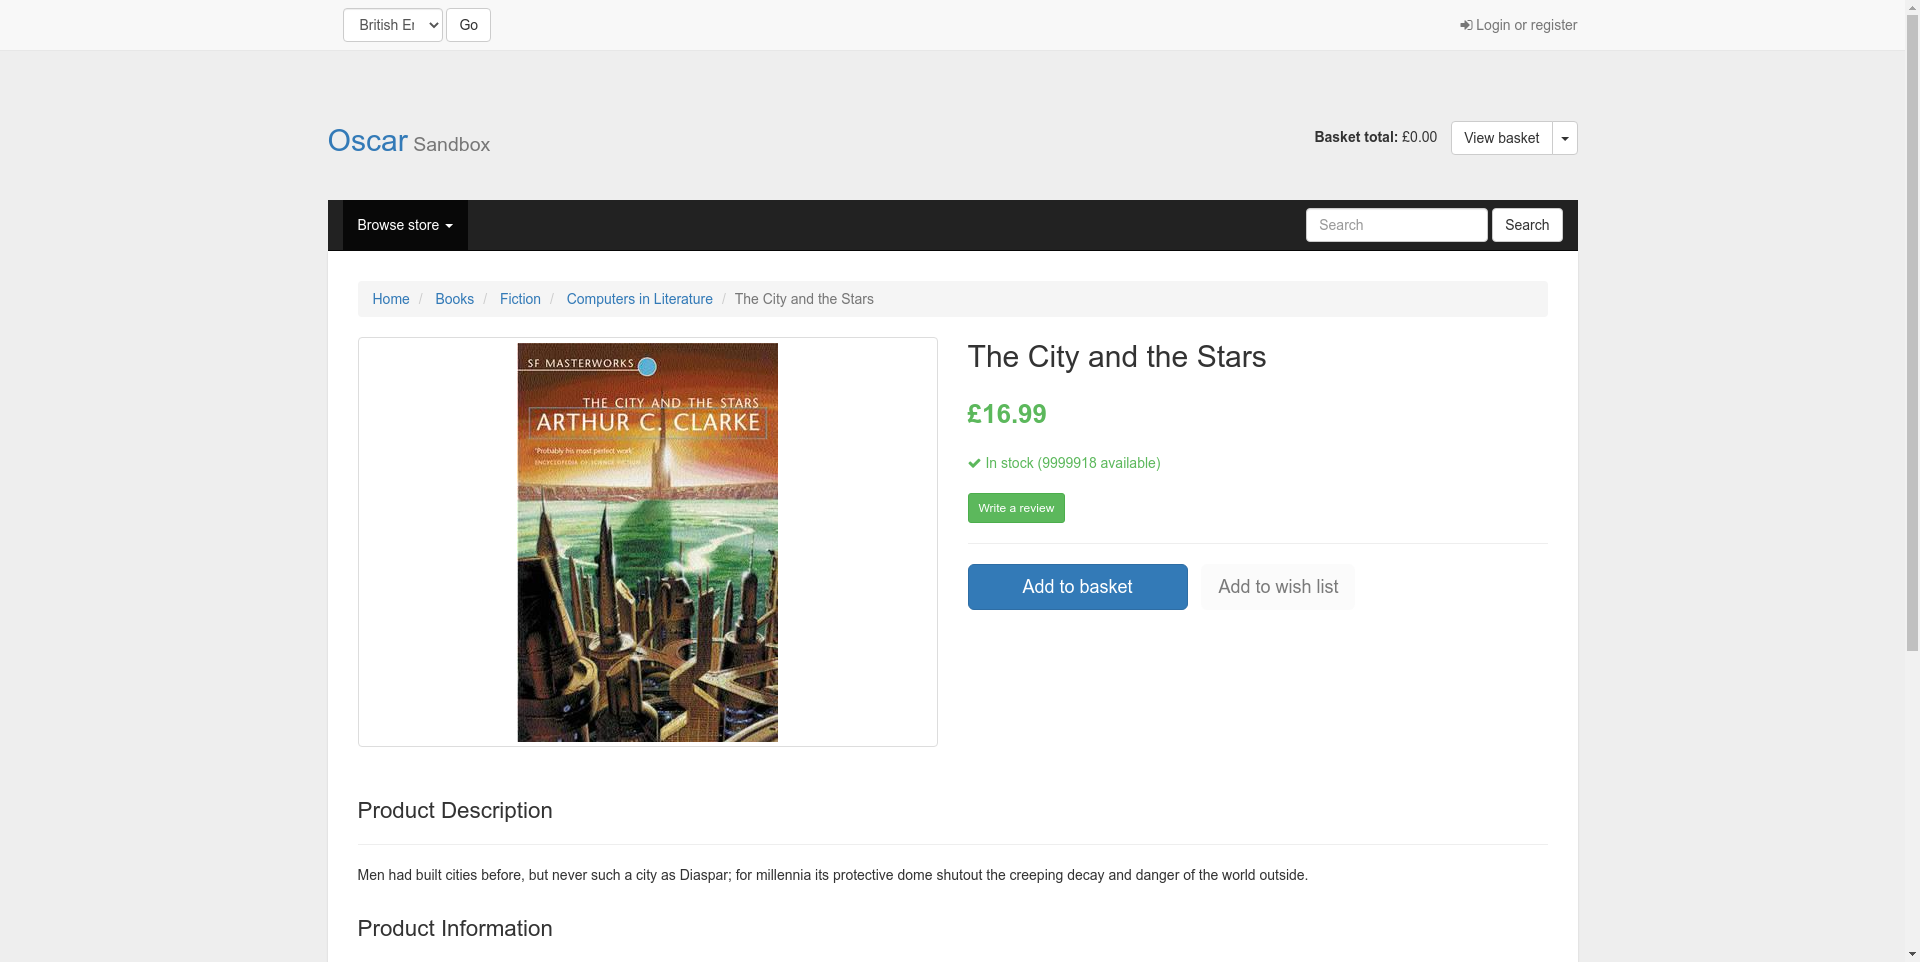 British Er
Go
Login or register
Oscar Sandbox
Basket total: £0.00
View basket
Browse store
Search
Search
Home / Books / Fiction / Computers in Literature / The City and the Stars
SF MASTERWORKS
THE CITY AND THE STARS
ARTHUR C. CLARKE
'Probably his most perfect work'
ENCYCLOPEDIA OF SCIENCE FICTION
The City and the Stars
£16.99
In stock (9999918 available)
Write a review
Add to basket
Add to wish list
Product Description
Men had built cities before, but never such a city as Diaspar; for millennia its protective dome shutout the creeping decay and danger of the world outside.
Product Information